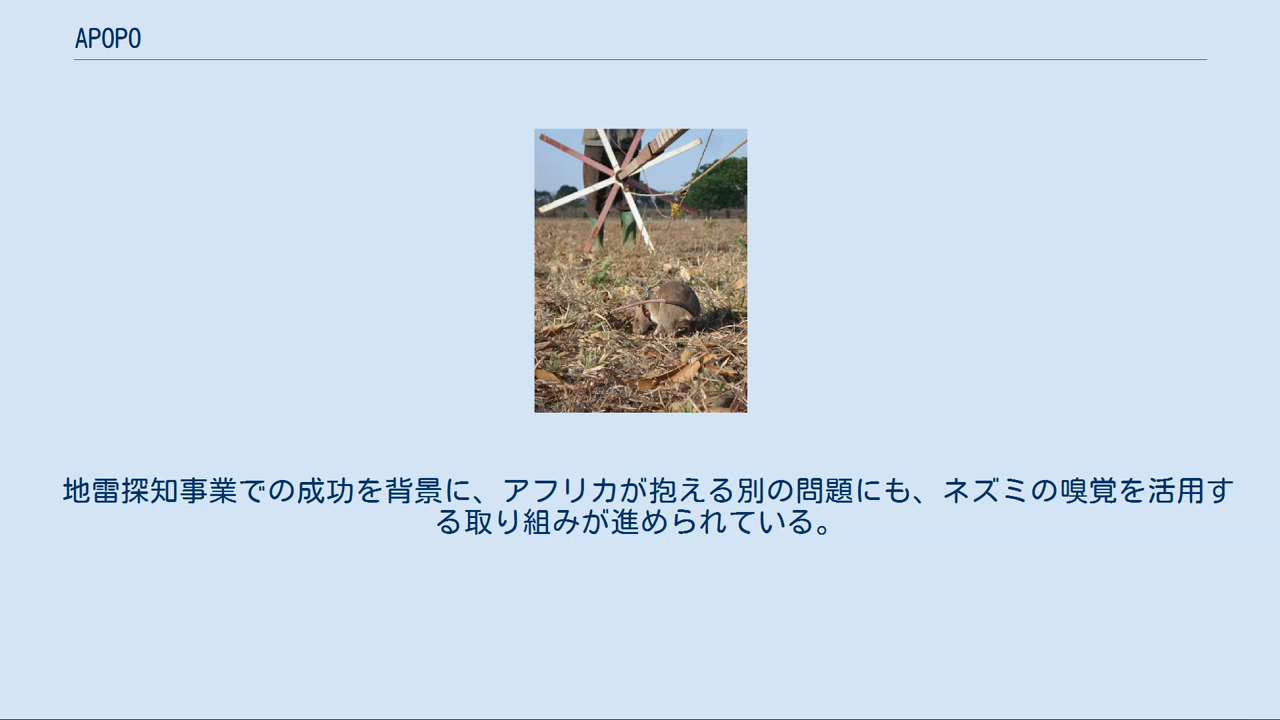 APOPO
地雷探知事業での成功を背景に、アフリカが抱える別の問題にも、ネズミの嗅覚を活用す
る取り組みが進められている。